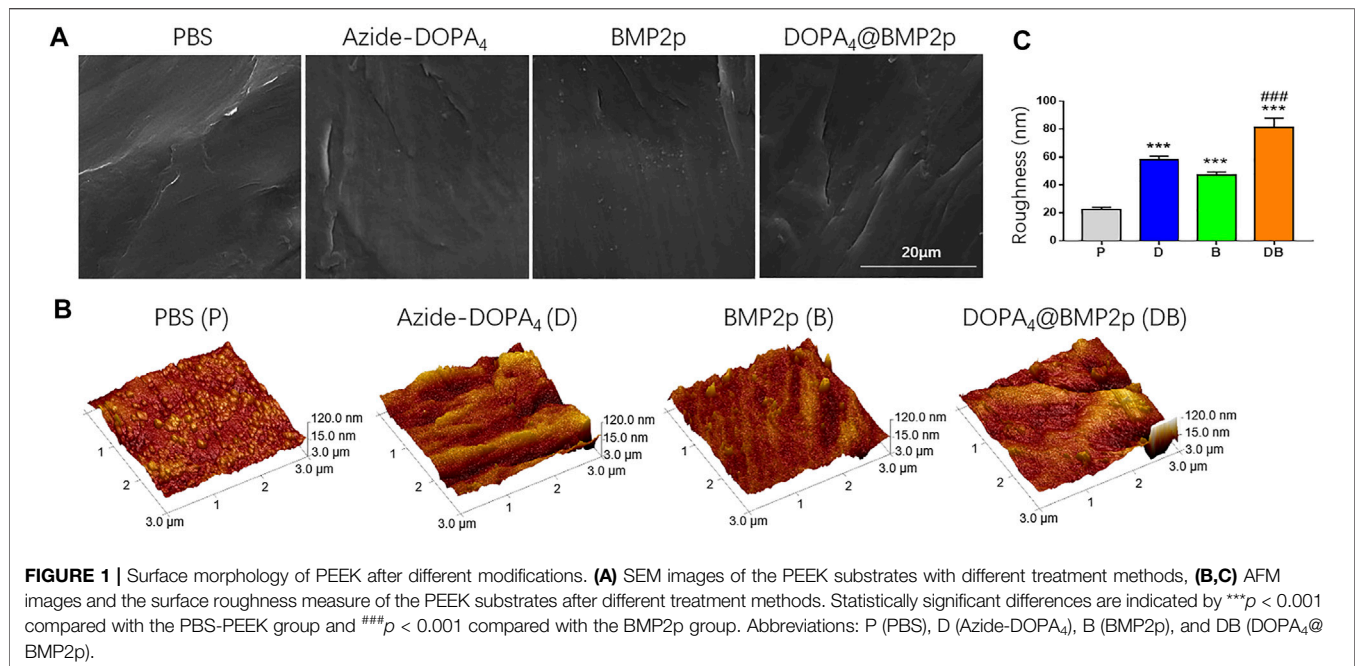 A
PBS
Azide-DOPA₄
BMP2p
DOPA₄@BMP2p
20μm
C
Roughness (nm)
100
80
60
40
20
0
***
***
###
***
P
D
B
DB
B
PBS (P)
Azide-DOPA₄ (D)
BMP2p (B)
DOPA₄@BMP2p (DB)
120.0 nm
15.0 nm
3.0 nm
3.0 μm
1
2
1
2
3.0 μm
120.0 nm
15.0 nm
3.0 nm
3.0 μm
1
2
1
2
3.0 μm
120.0 nm
15.0 nm
3.0 nm
3.0 μm
1
2
1
2
3.0 μm
120.0 nm
15.0 nm
3.0 nm
3.0 μm
1
2
1
2
3.0 μm
FIGURE 1 | Surface morphology of PEEK after different modifications. (A) SEM images of the PEEK substrates with different treatment methods, (B,C) AFM
images and the surface roughness measure of the PEEK substrates after different treatment methods. Statistically significant differences are indicated by ***p < 0.001
compared with the PBS-PEEK group and ###p < 0.001 compared with the BMP2p group. Abbreviations: P (PBS), D (Azide-DOPA₄), B (BMP2p), and DB (DOPA₄@
BMP2p).